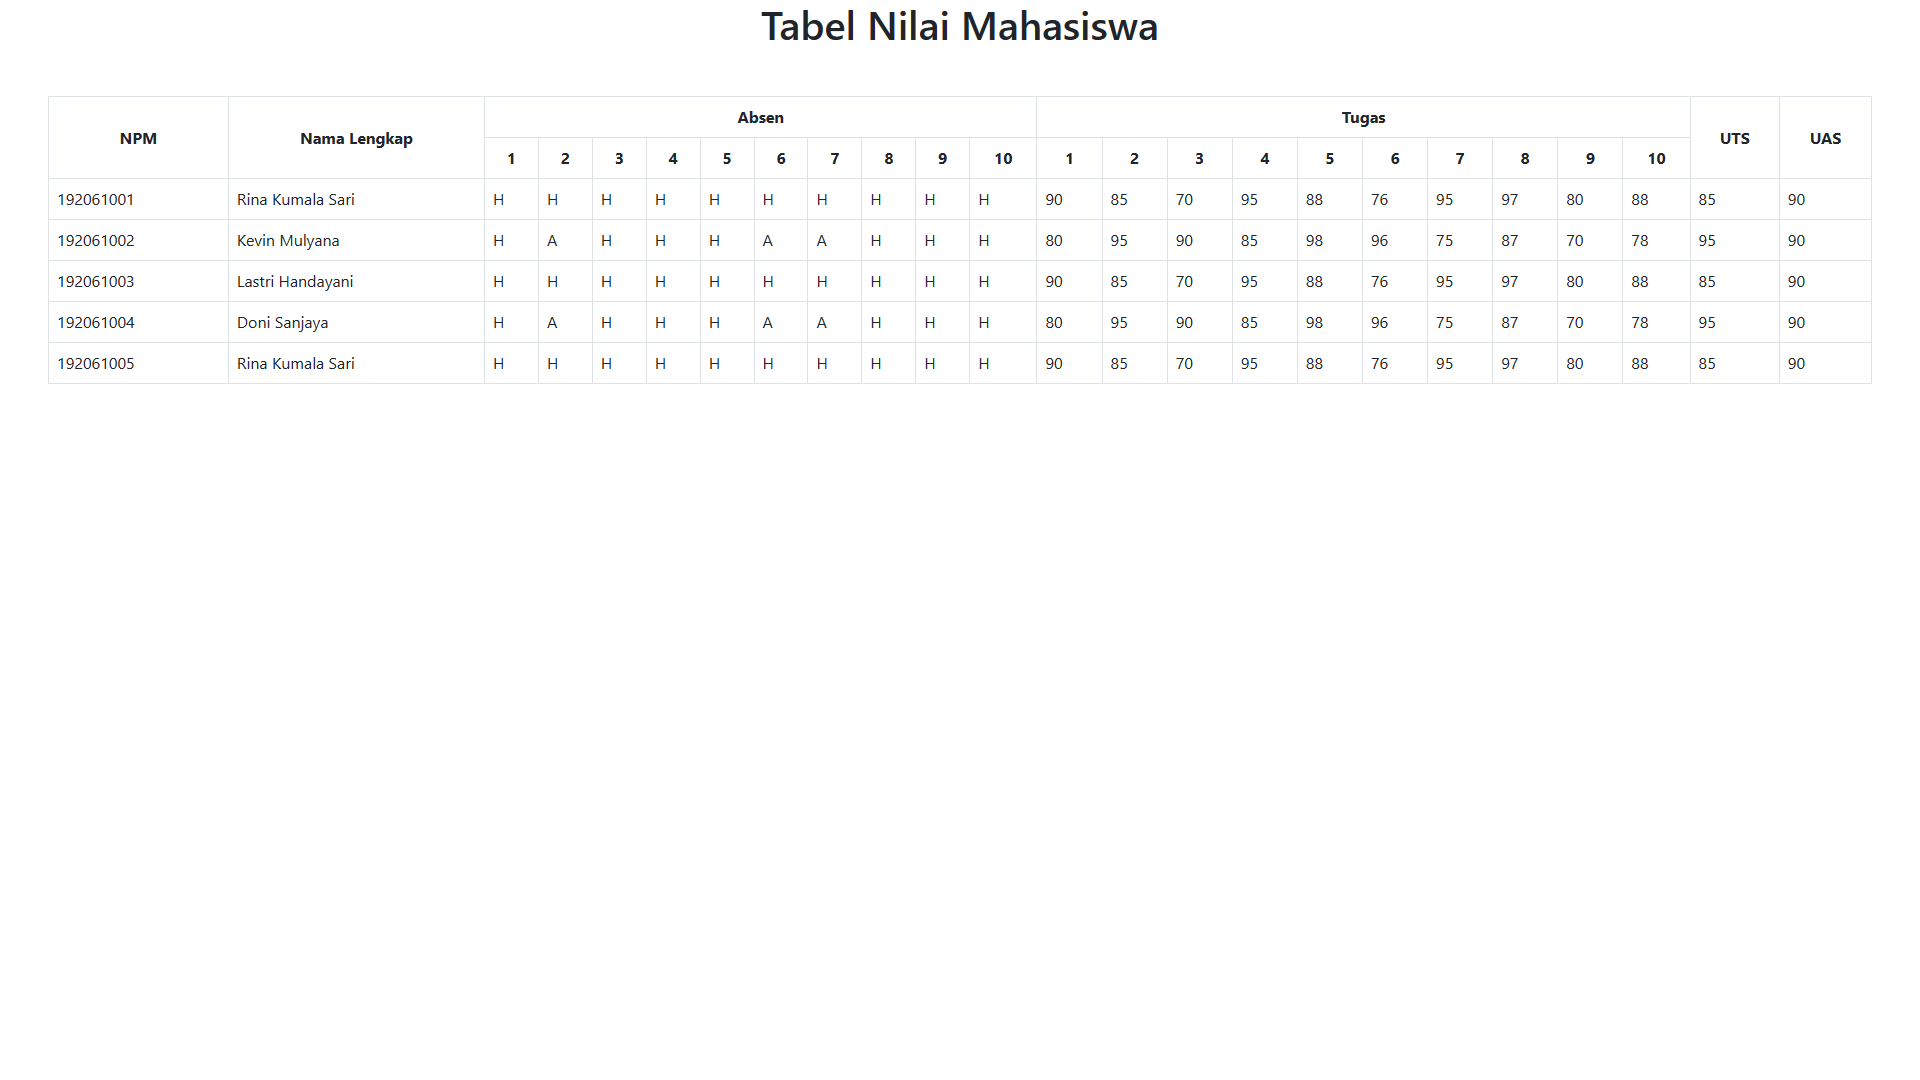 Tabel Nilai Mahasiswa
NPM Nama Lengkap Absen Tugas UTS UAS
1 2 3 4 5 6 7 8 9 10 1 2 3 4 5 6 7 8 9 10
192061001 Rina Kumala Sari H H H H H H H H H H 90 85 70 95 88 76 95 97 80 88 85 90
192061002 Kevin Mulyana H A H H H A A H H H 80 95 90 85 98 96 75 87 70 78 95 90
192061003 Lastri Handayani H H H H H H H H H H 90 85 70 95 88 76 95 97 80 88 85 90
192061004 Doni Sanjaya H A H H H A A H H H 80 95 90 85 98 96 75 87 70 78 95 90
192061005 Rina Kumala Sari H H H H H H H H H H 90 85 70 95 88 76 95 97 80 88 85 90